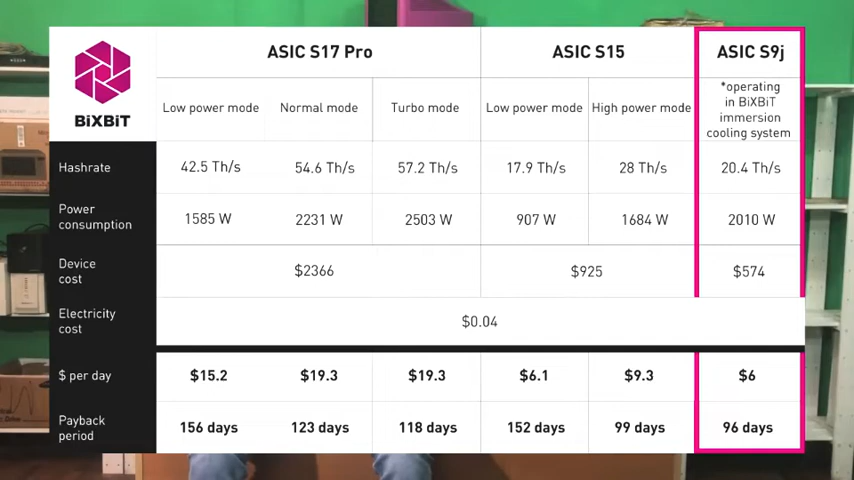 ASIC S17 Pro ASIC S15 ASIC S9j
BiXBiT
Low power mode Normal mode Turbo mode Low power mode High power mode
*operating
in BiXBiT
immersion
cooling system
Hashrate 42.5 Th/s 54.6 Th/s 57.2 Th/s 17.9 Th/s 28 Th/s 20.4 Th/s
Power
consumption 1585 W 2231 W 2503 W 907 W 1684 W 2010 W
Device
cost $2366 $925 $574
Electricity
cost $0.04
$ per day $15.2 $19.3 $19.3 $6.1 $9.3 $6
Payback
period 156 days 123 days 118 days 152 days 99 days 96 days